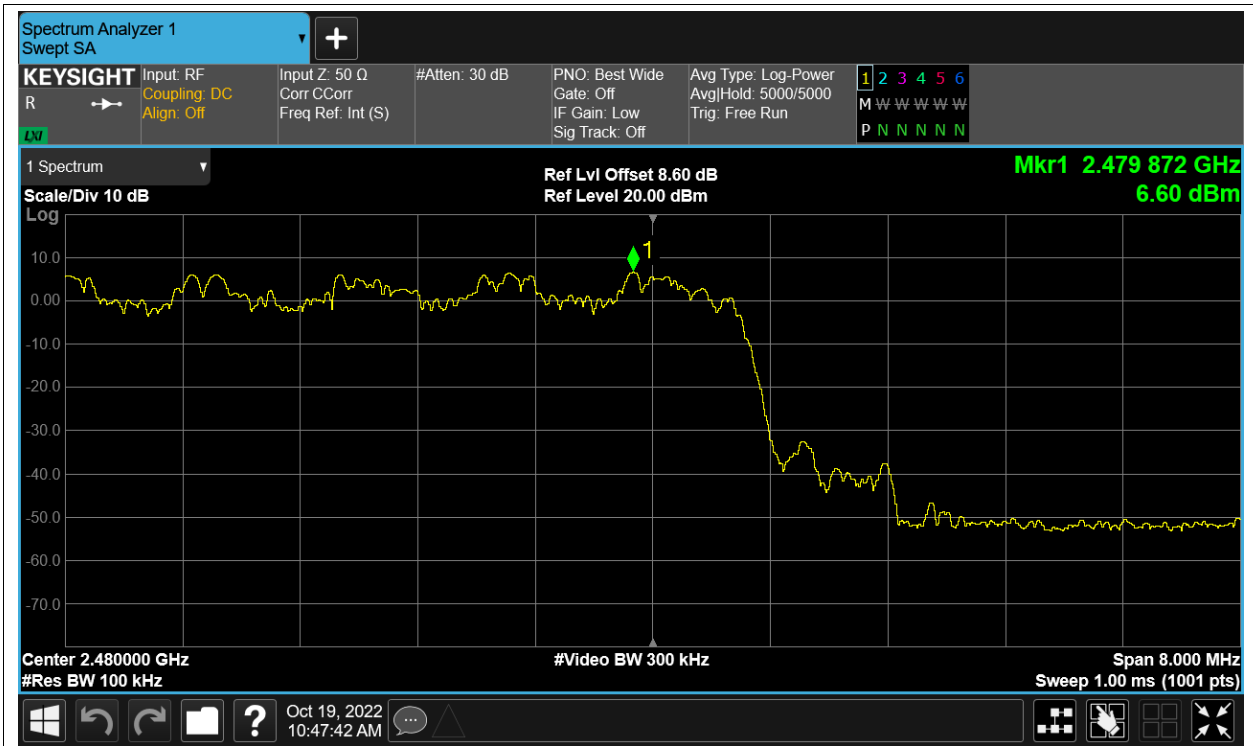 Spectrum Analyzer 1
Swept SA
KEYSIGHT
R
LXI
Input: RF
Coupling: DC
Align: Off
Input Z: 50 Ω
Corr CCorr
Freq Ref: Int (S)
#Atten: 30 dB
PNO: Best Wide
Gate: Off
IF Gain: Low
Sig Track: Off
Avg Type: Log-Power
Avg|Hold: 5000/5000
Trig: Free Run
1 2 3 4 5 6
M W W W W W
P N N N N N
1 Spectrum
Scale/Div 10 dB
Log
Ref Lvl Offset 8.60 dB
Ref Level 20.00 dBm
Mkr1 2.479 872 GHz
6.60 dBm
1
10.0
0.00
-10.0
-20.0
-30.0
-40.0
-50.0
-60.0
-70.0
Center 2.480000 GHz
#Res BW 100 kHz
#Video BW 300 kHz
Span 8.000 MHz
Sweep 1.00 ms (1001 pts)
?
Oct 19, 2022
10:47:42 AM